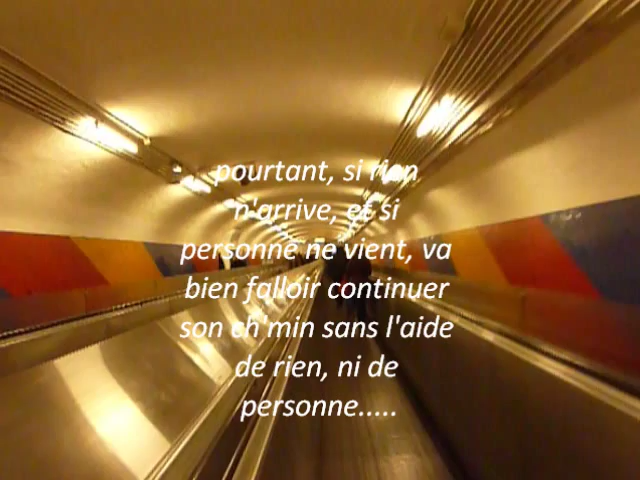 pourtant, si rien
n'arrive, et si
personne ne vient, va
bien falloir continuer
son ch'min sans l'aide
de rien, ni de
personne.....